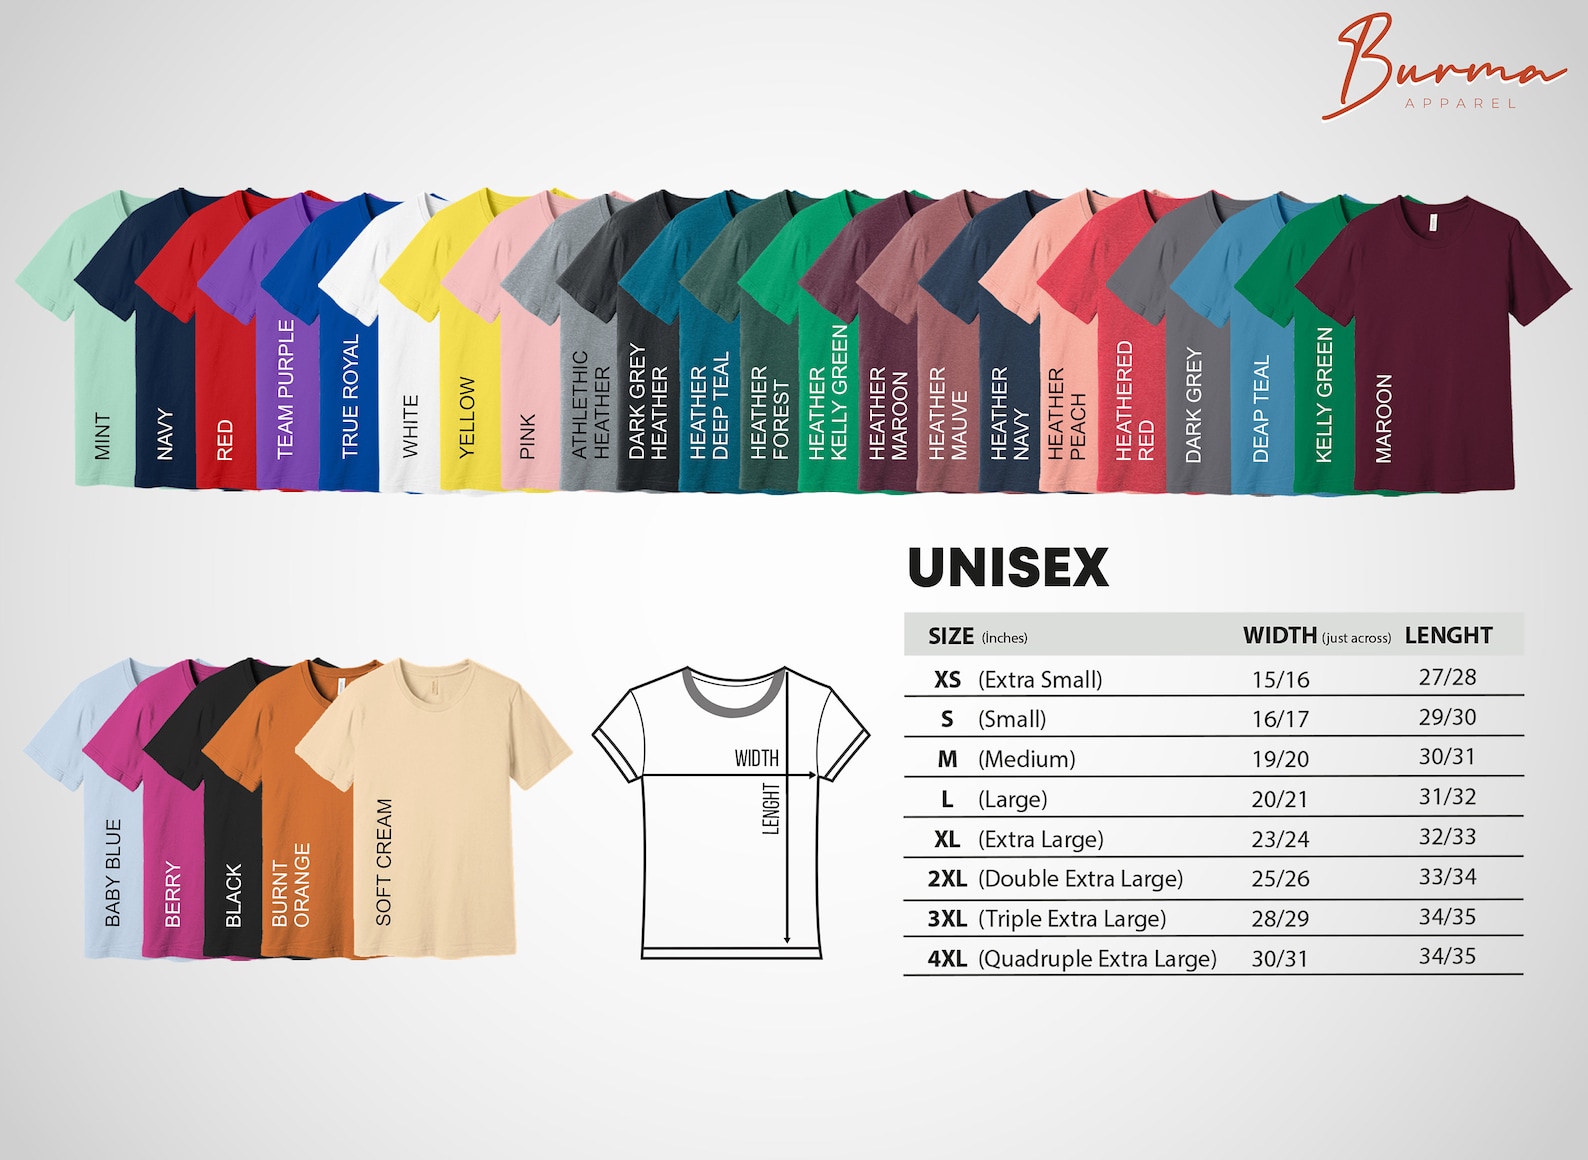 Burma
APPAREL
MINT
NAVY
RED
TEAM PURPLE
TRUE ROYAL
WHITE
YELLOW
PINK
ATHLETHIC
HEATHER
DARK GREY
HEATHER
HEATHER
DEEP TEAL
HEATHER
FOREST
HEATHER
KELLY GREEN
HEATHER
MAROON
HEATHER
MAUVE
HEATHER
NAVY
HEATHER
PEACH
HEATHERED
RED
DARK GREY
DEAP TEAL
KELLY GREEN
MAROON
BABY BLUE
BERRY
BLACK
BURNT
ORANGE
SOFT CREAM
WIDTH
LENGHT
UNISEX
SIZE (inches) WIDTH (just across) LENGHT
XS (Extra Small) 15/16 27/28
S (Small) 16/17 29/30
M (Medium) 19/20 30/31
L (Large) 20/21 31/32
XL (Extra Large) 23/24 32/33
2XL (Double Extra Large) 25/26 33/34
3XL (Triple Extra Large) 28/29 34/35
4XL (Quadruple Extra Large) 30/31 34/35